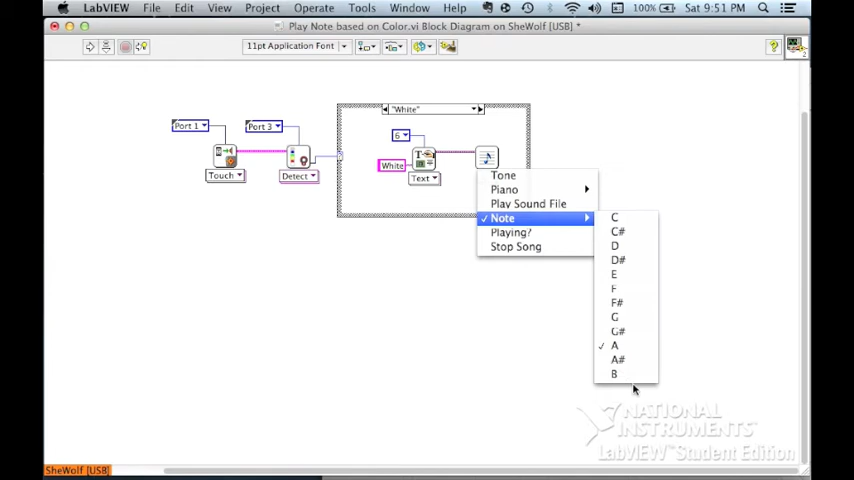 LabVIEW File Edit View Project Operate Tools Window Help 100% Sat 9:51 PM
Play Note based on Color.vi Block Diagram on SheWolf [USB] *
11pt Application Font
"White"
Port 1
Port 3
6
White
Touch
Detect
Text
Tone
Piano
Play Sound File
✓ Note
Playing?
Stop Song
C
C#
D
D#
E
F
F#
G
G#
✓ A
A#
B
NATIONAL
INSTRUMENTS
LabVIEW™ Student Edition
SheWolf [USB]